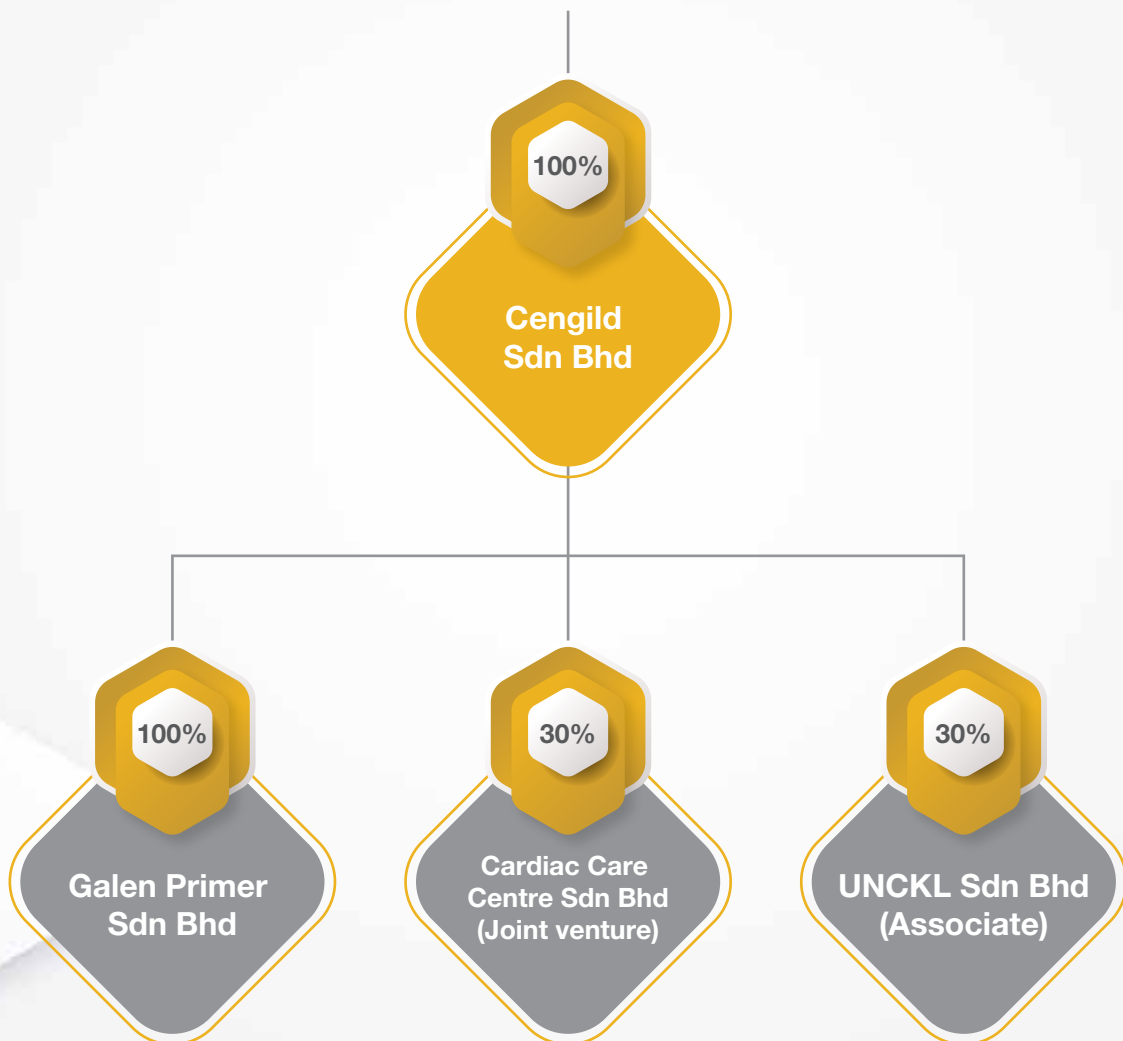 100%
Cengild
Sdn Bhd
100%
Galen Primer
Sdn Bhd
30%
Cardiac Care
Centre Sdn Bhd
(Joint venture)
30%
UNCKL Sdn Bhd
(Associate)